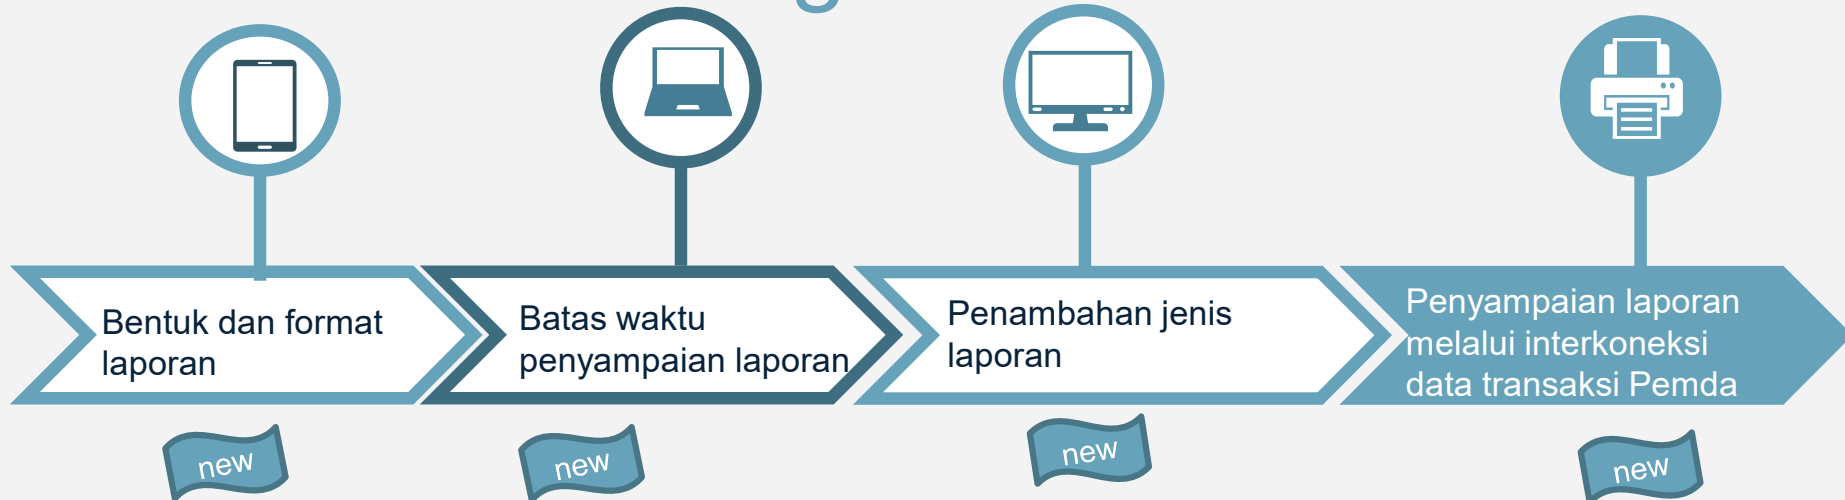 Bentuk dan format
laporan
Batas waktu
penyampaian laporan
Penambahan jenis
laporan
Penyampaian laporan
melalui interkoneksi
data transaksi Pemda
new
new
new
new